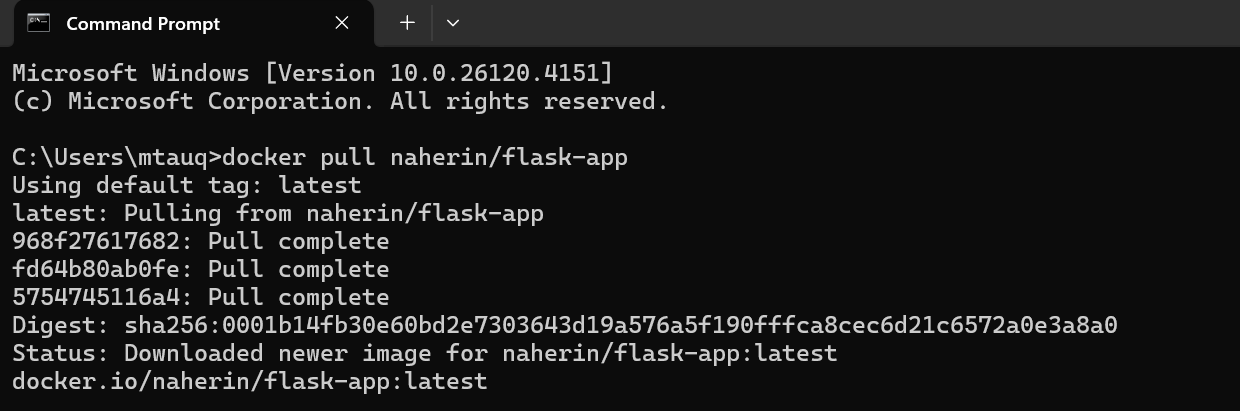 Command Prompt
Microsoft Windows [Version 10.0.26120.4151]
(c) Microsoft Corporation. All rights reserved.
C:\Users\mtauq>docker pull naherin/flask-app
Using default tag: latest
latest: Pulling from naherin/flask-app
968f27617682: Pull complete
fd64b80ab0fe: Pull complete
5754745116a4: Pull complete
Digest: sha256:0001b14fb30e60bd2e7303643d19a576a5f190fffca8cec6d21c6572a0e3a8a0
Status: Downloaded newer image for naherin/flask-app:latest
docker.io/naherin/flask-app:latest